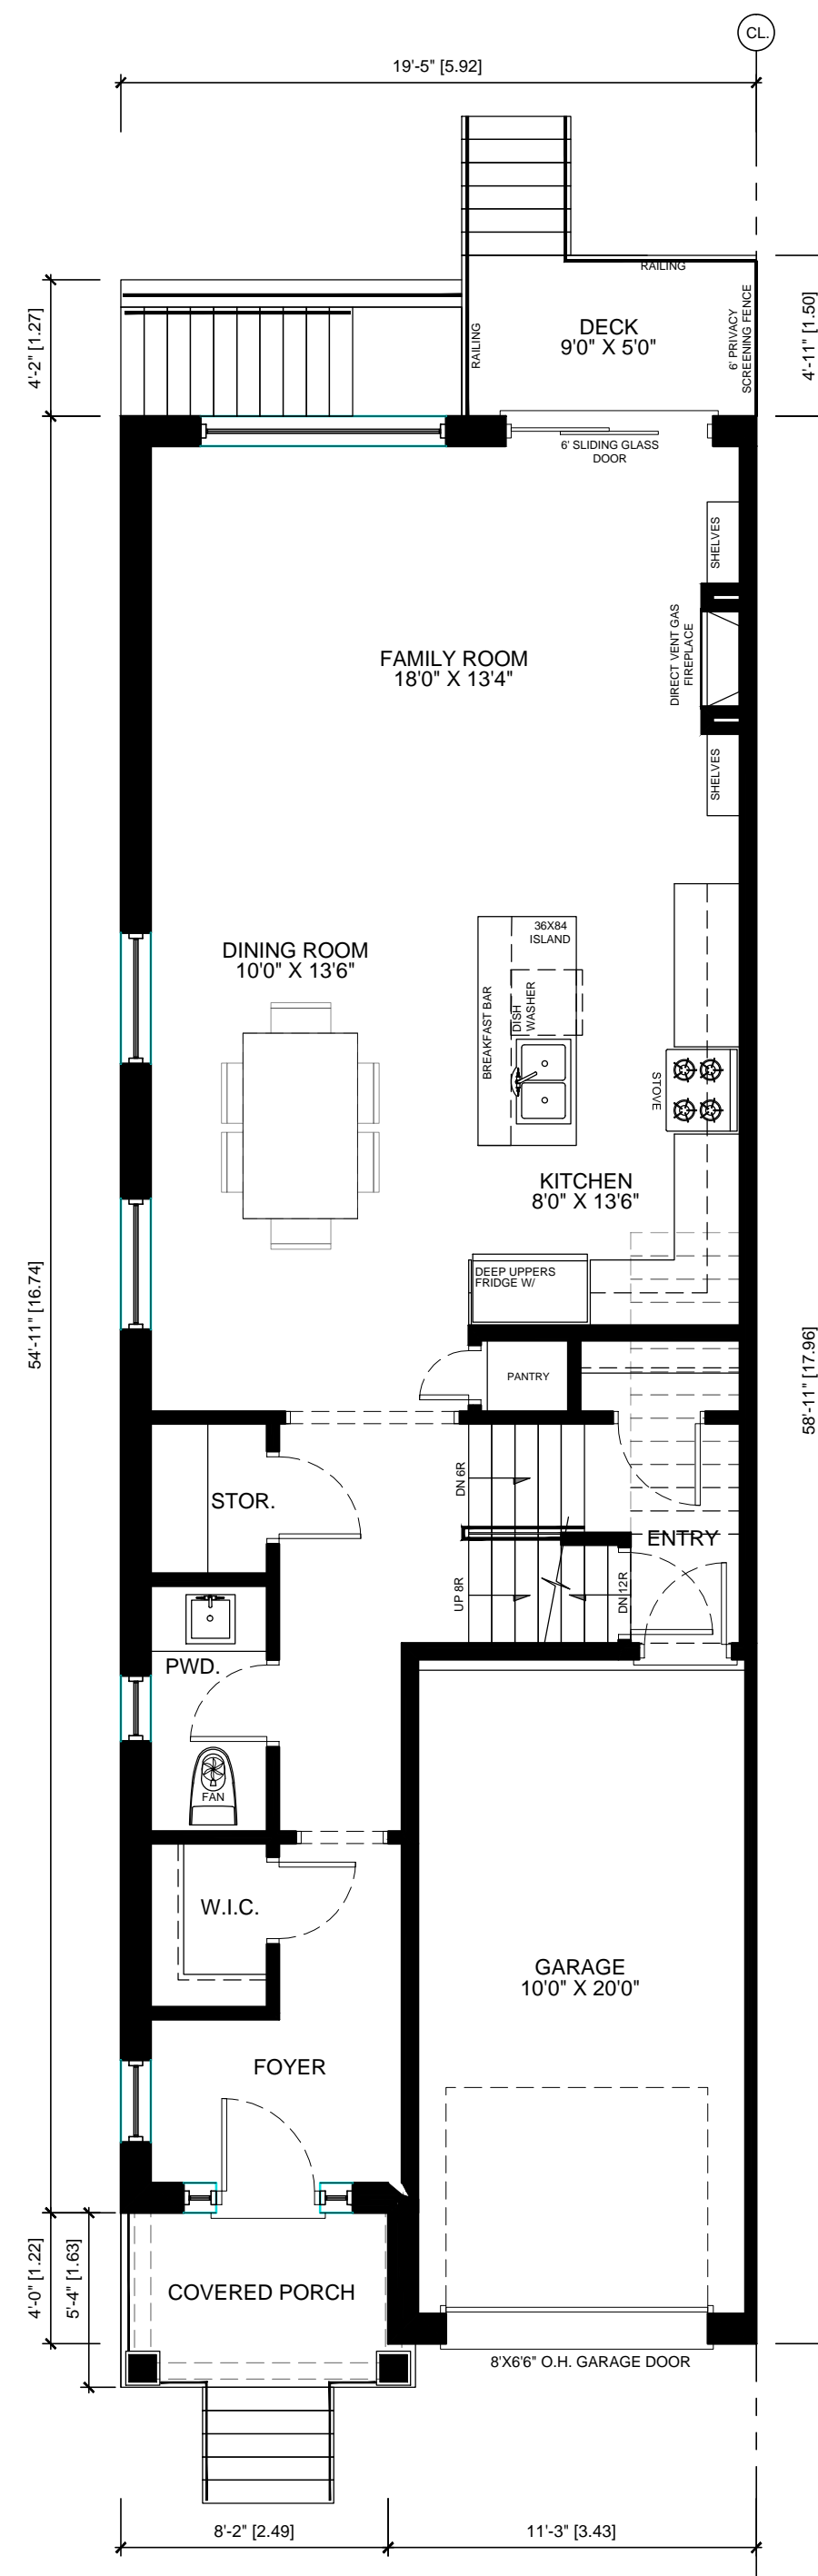 CL.
19'-5" [5.92]
RAILING
4'-2" [1.27]
RAILING
DECK
9'0" X 5'0"
6' PRIVACY
SCREENING FENCE
4'-11" [1.50]
6' SLIDING GLASS
DOOR
SHELVES
FAMILY ROOM
18'0" X 13'4"
DIRECT VENT GAS
FIREPLACE
SHELVES
DINING ROOM
10'0" X 13'6"
36X84
ISLAND
BREAKFAST BAR
DISH
WASHER
STOVE
KITCHEN
8'0" X 13'6"
DEEP UPPERS
FRIDGE W/
54'-11" [16.74]
58'-11" [17.96]
PANTRY
STOR.
DN 6R
ENTRY
UP 8R
DN 12R
PWD.
FAN
W.I.C.
GARAGE
10'0" X 20'0"
FOYER
4'-0" [1.22]
5'-4" [1.63]
COVERED PORCH
8'X6'6" O.H. GARAGE DOOR
8'-2" [2.49]
11'-3" [3.43]